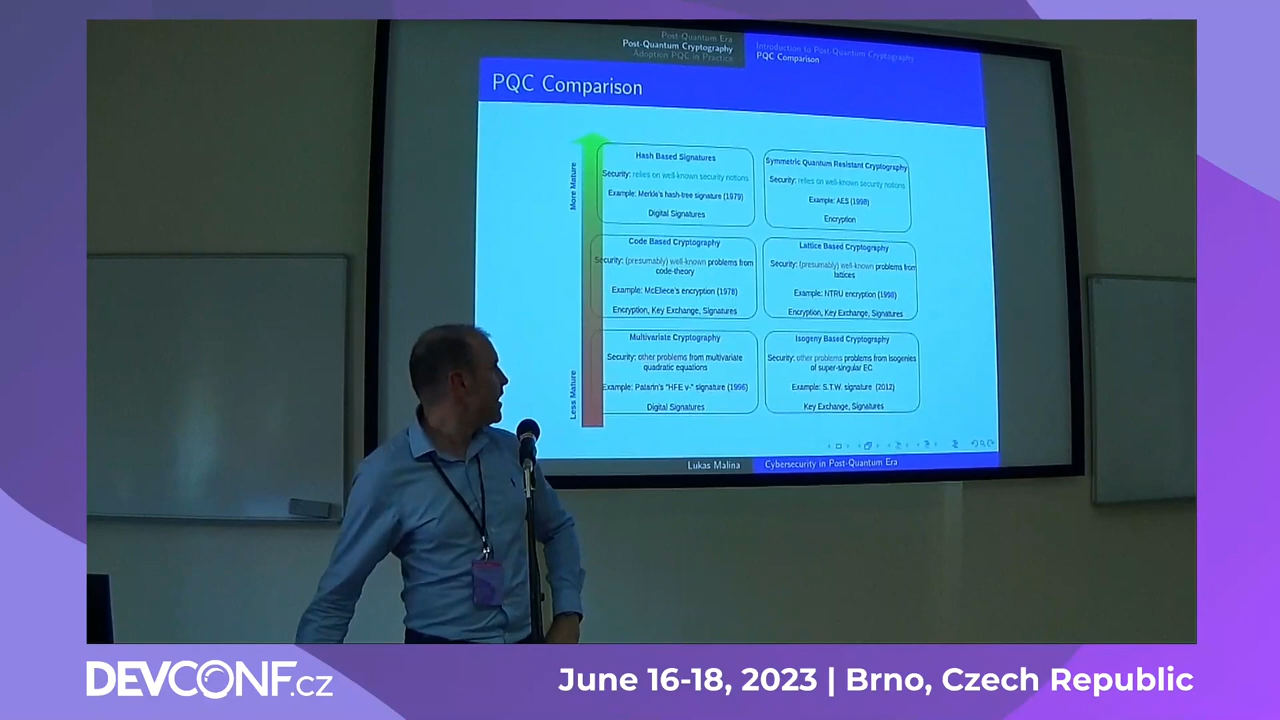 Post-Quantum Era
Post-Quantum Cryptography
Adoption PQC in Practice
Introduction to Post-Quantum Cryptography
PQC Comparison
PQC Comparison
More Mature
Less Mature
Hash Based Signatures
Security: relies on well-known security notions
Example: Merkle's hash-tree signature (1979)
Digital Signatures
Symmetric Quantum Resistant Cryptography
Security: relies on well-known security notions
Example: AES (1998)
Encryption
Code Based Cryptography
Security: (presumably) well-known problems from
code-theory
Example: McEliece's encryption (1978)
Encryption, Key Exchange, Signatures
Lattice Based Cryptography
Security: (presumably) well-known problems from
lattices
Example: NTRU encryption (1998)
Encryption, Key Exchange, Signatures
Multivariate Cryptography
Security: other problems from multivariate
quadratic equations
Example: Patarin's "HFE v-" signature (1996)
Digital Signatures
Isogeny Based Cryptography
Security: other problems problems from isogenies
of super-singular EC
Example: S.T.W. signature (2012)
Key Exchange, Signatures
Lukas Malina
Cybersecurity in Post-Quantum Era
DEVCONF.cz
June 16-18, 2023 | Brno, Czech Republic